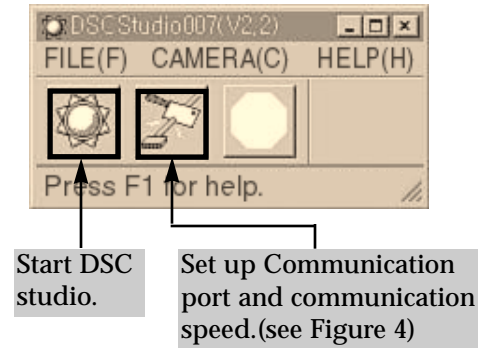 DSCStudio007(V2,2)
FILE(F) CAMERA(C) HELP(H)
Press F1 for help.
Start DSC
studio.
Set up Communication
port and communication
speed.(see Figure 4)